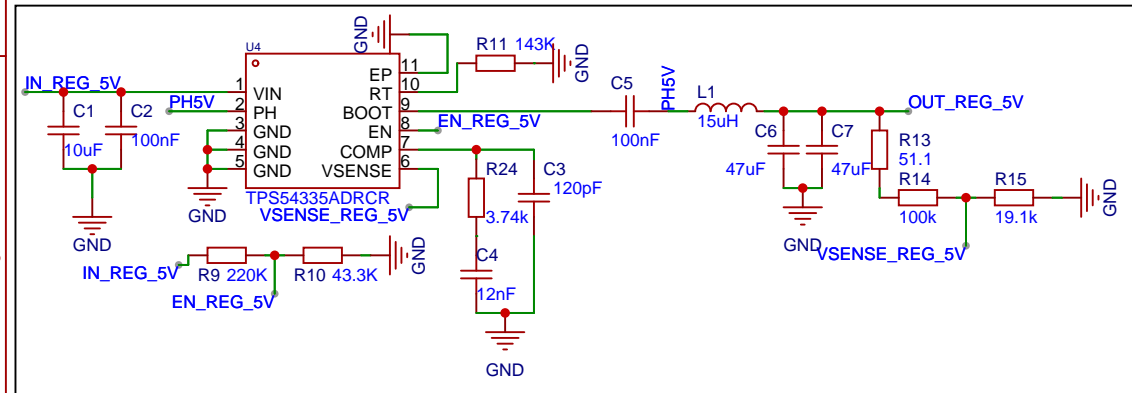 U4
GND
R11 143K
GND
IN_REG_5V
C1
10uF
C2
100nF
PH5V
1
2
3
4
5
VIN
PH
GND
GND
GND
EP
RT
BOOT
EN
COMP
VSENSE
11
10
9
8
7
6
TPS54335ADRCR
GND
GND
EN_REG_5V
VSENSE_REG_5V
R24
3.74k
C3
120pF
C4
12nF
GND
C5
100nF
PH5V
L1
15uH
OUT_REG_5V
C6
47uF
C7
47uF
R13
51.1
R14
100k
R15
19.1k
GND
GND
VSENSE_REG_5V
IN_REG_5V
R9 220K
R10 43.3K
GND
EN_REG_5V